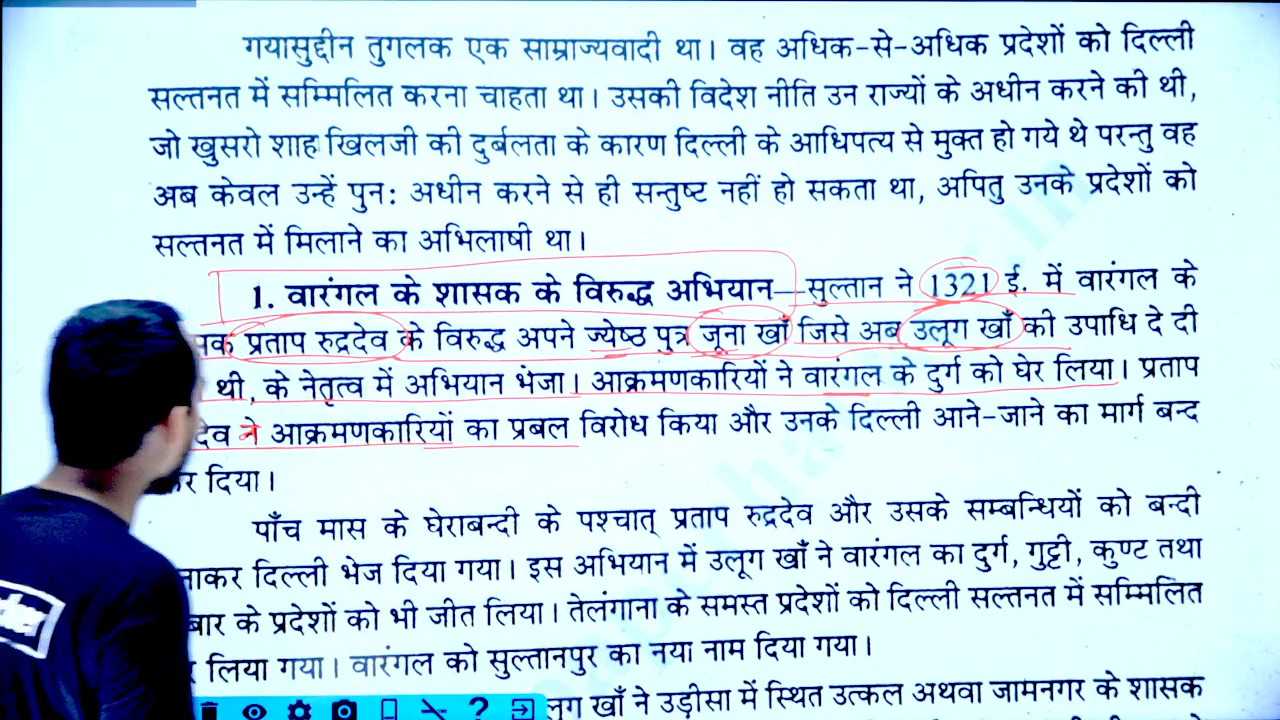 गयासुद्दीन तुगलक एक साम्राज्यवादी था। वह अधिक-से-अधिक प्रदेशों को दिल्ली
सल्तनत में सम्मिलित करना चाहता था। उसकी विदेश नीति उन राज्यों के अधीन करने की थी,
जो खुसरो शाह खिलजी की दुर्बलता के कारण दिल्ली के आधिपत्य से मुक्त हो गये थे परन्तु वह
अब केवल उन्हें पुन: अधीन करने से ही सन्तुष्ट नहीं हो सकता था, अपितु उनके प्रदेशों को
सल्तनत में मिलाने का अभिलाषी था।
1. वारंगल के शासक के विरुद्ध अभियान—सुल्तान ने 1321 ई. में वारंगल के
प्रताप रुद्रदेव के विरुद्ध अपने ज्येष्ठ पुत्र जूना खाँ जिसे अब उलूग खाँ की उपाधि दे दी
थी, के नेतृत्व में अभियान भेजा। आक्रमणकारियों ने वारंगल के दुर्ग को घेर लिया। प्रताप
देव ने आक्रमणकारियों का प्रबल विरोध किया और उनके दिल्ली आने-जाने का मार्ग बन्द
कर दिया।
पाँच मास के घेराबन्दी के पश्चात् प्रताप रुद्रदेव और उसके सम्बन्धियों को बन्दी
नाकर दिल्ली भेज दिया गया। इस अभियान में उलूग खाँ ने वारंगल का दुर्ग, गुट्टी, कुण्ट तथा
बार के प्रदेशों को भी जीत लिया। तेलंगाना के समस्त प्रदेशों को दिल्ली सल्तनत में सम्मिलित
लिया गया। वारंगल को सुल्तानपुर का नया नाम दिया गया।
लुग खाँ ने उड़ीसा में स्थित उत्कल अथवा जामनगर के शासक